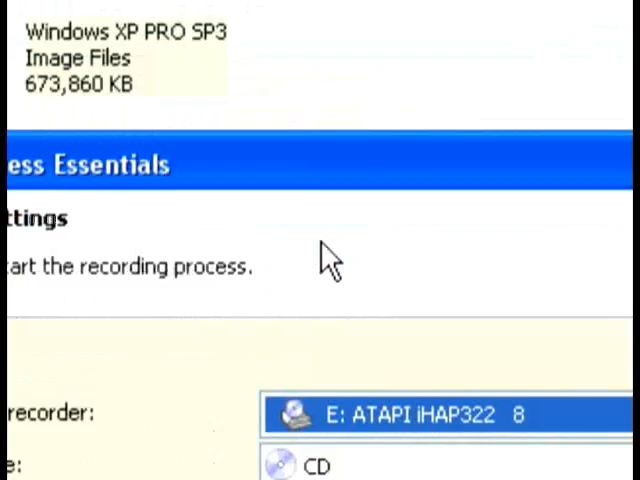 Windows XP PRO SP3
Image Files
673,860 KB
ess Essentials
ttings
tart the recording process.
recorder:
E: ATAPI iHAP322 8
e:
CD